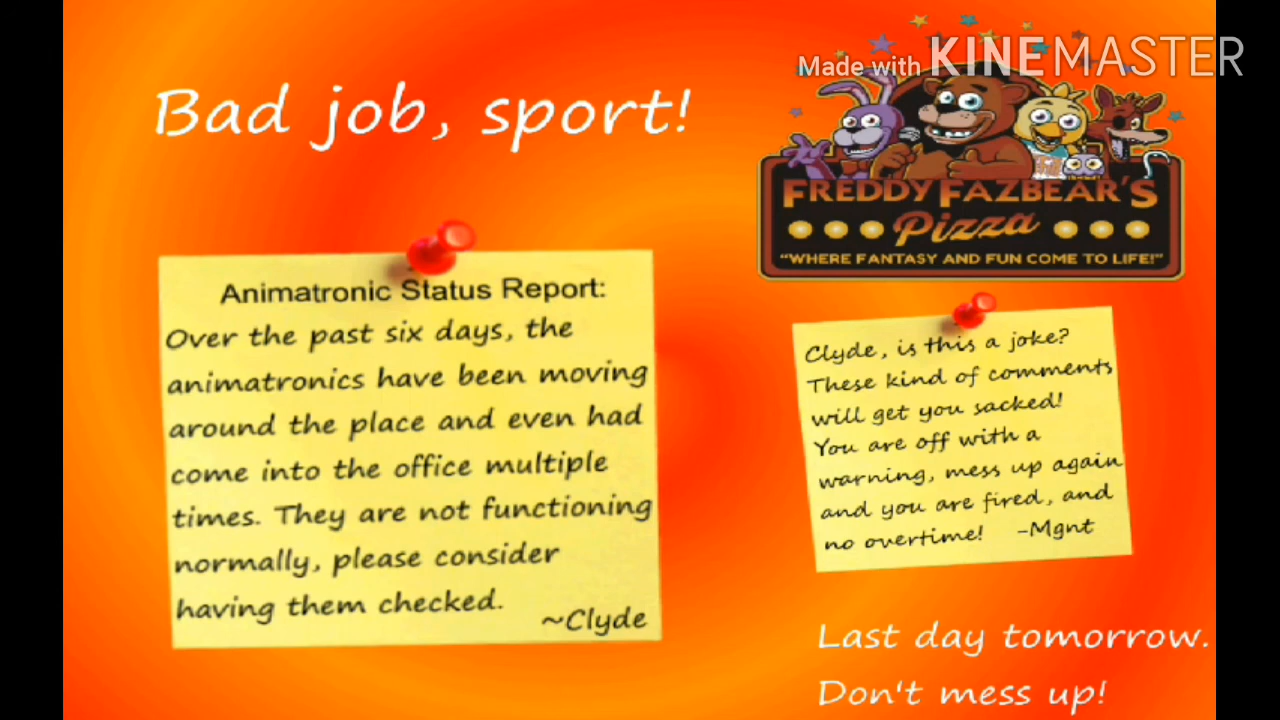 Made with KINEMASTER
Bad job, sport!
FREDDY FAZBEAR'S
Pizza
"WHERE FANTASY AND FUN COME TO LIFE!"
Animatronic Status Report:
Over the past six days, the
animatronics have been moving
around the place and even had
come into the office multiple
times. They are not functioning
normally, please consider
having them checked.
~Clyde
Clyde, is this a joke?
These kind of comments
will get you sacked!
You are off with a
warning, mess up again
and you are fired, and
no overtime! -Mgnt
Last day tomorrow.
Don't mess up!